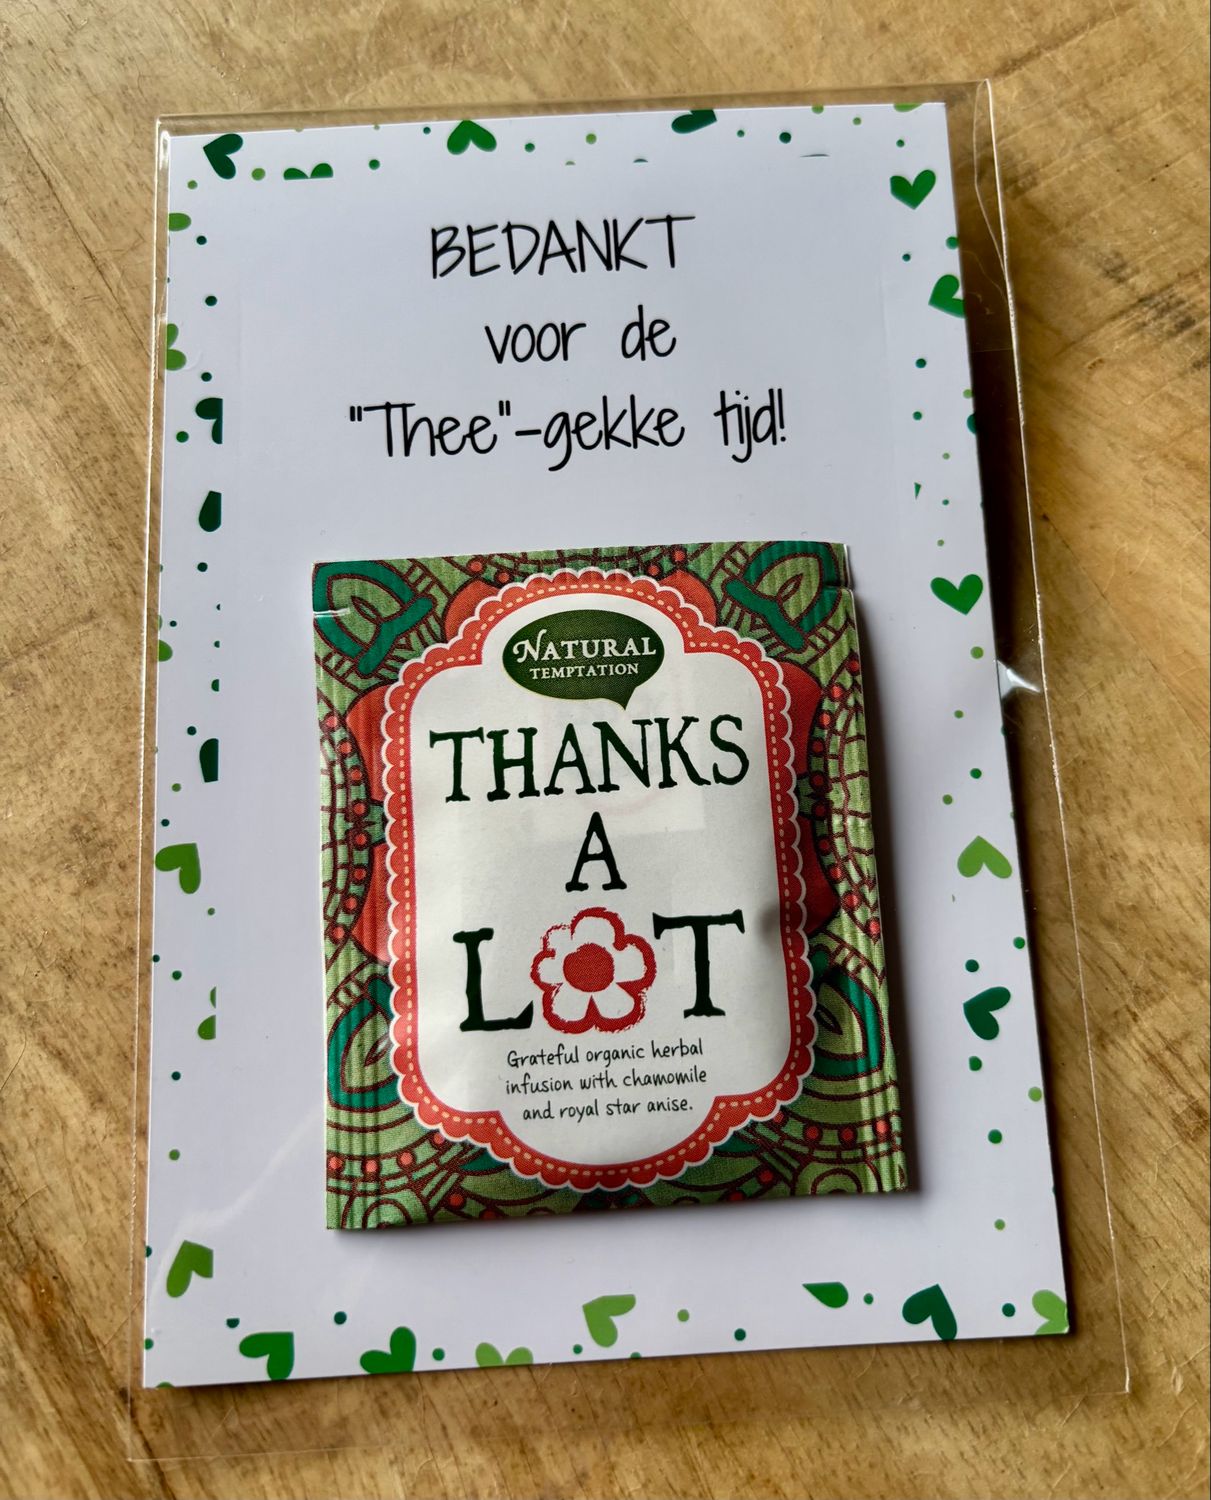 BEDANKT
voor de
"Thee"-gekke tijd!
NATURAL
TEMPTATION
THANKS
A
LOT
Grateful organic herbal
infusion with chamomile
and royal star anise.